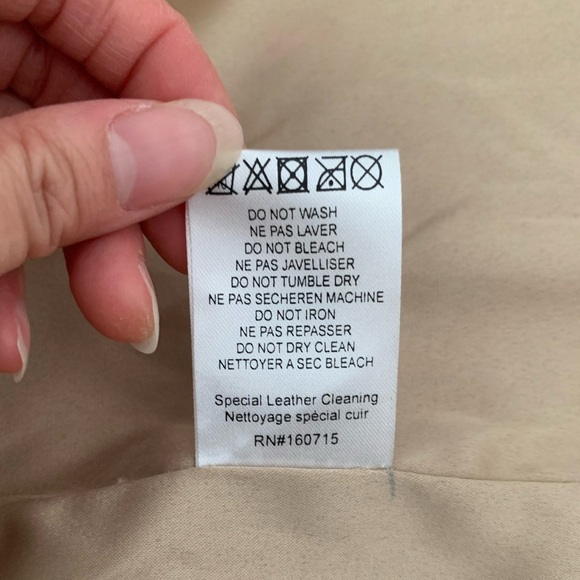 DO NOT WASH
NE PAS LAVER
DO NOT BLEACH
NE PAS JAVELLISER
DO NOT TUMBLE DRY
NE PAS SECHEREN MACHINE
DO NOT IRON
NE PAS REPASSER
DO NOT DRY CLEAN
NETTOYER A SEC BLEACH
Special Leather Cleaning
Nettoyage spécial cuir
RN#160715